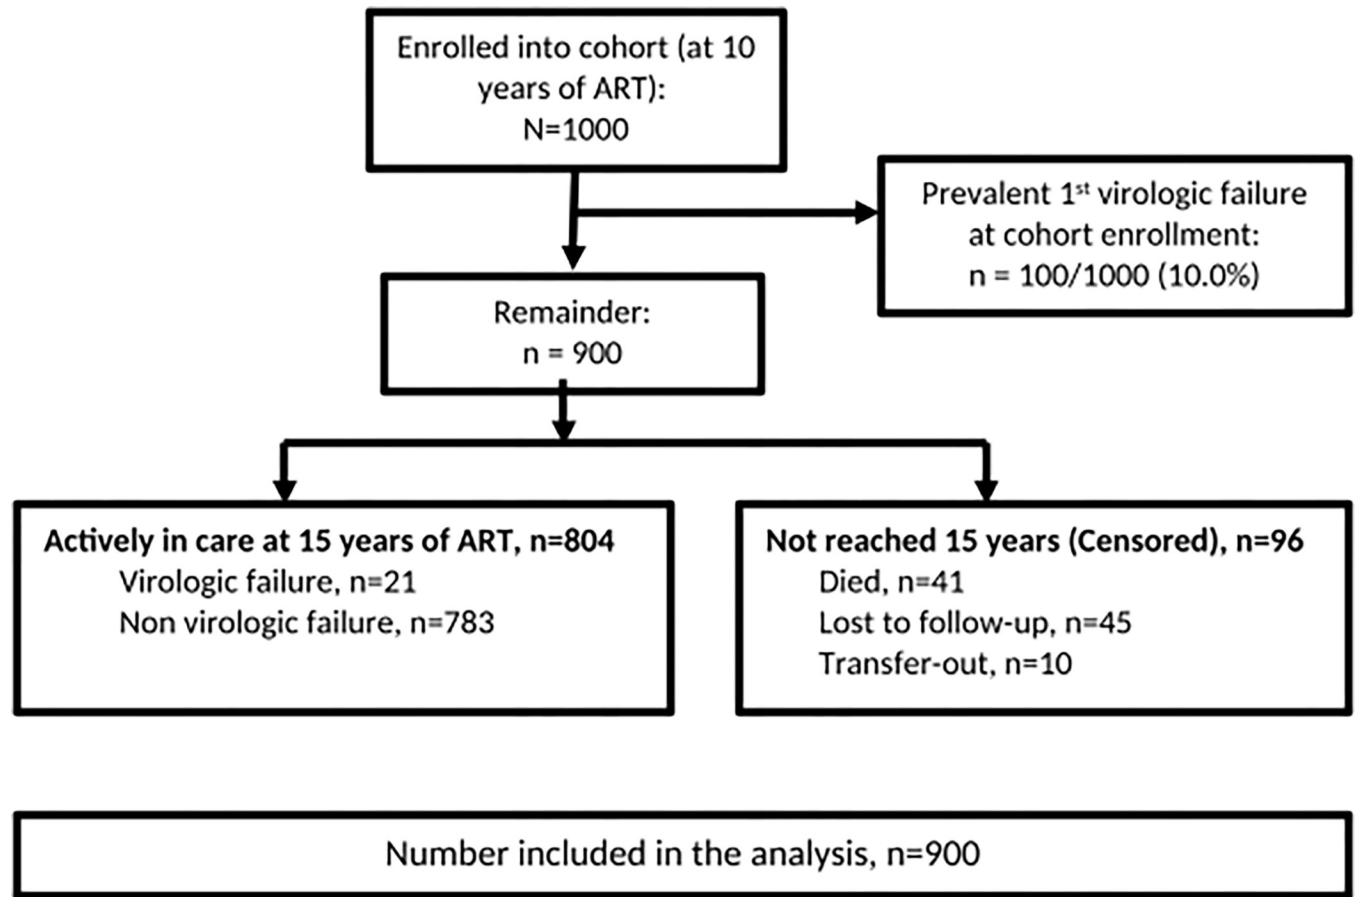 Enrolled into cohort (at 10
years of ART):
N=1000
Prevalent 1st virologic failure
at cohort enrollment:
n = 100/1000 (10.0%)
Remainder:
n = 900
Actively in care at 15 years of ART, n=804
Virologic failure, n=21
Non virologic failure, n=783
Not reached 15 years (Censored), n=96
Died, n=41
Lost to follow-up, n=45
Transfer-out, n=10
Number included in the analysis, n=900